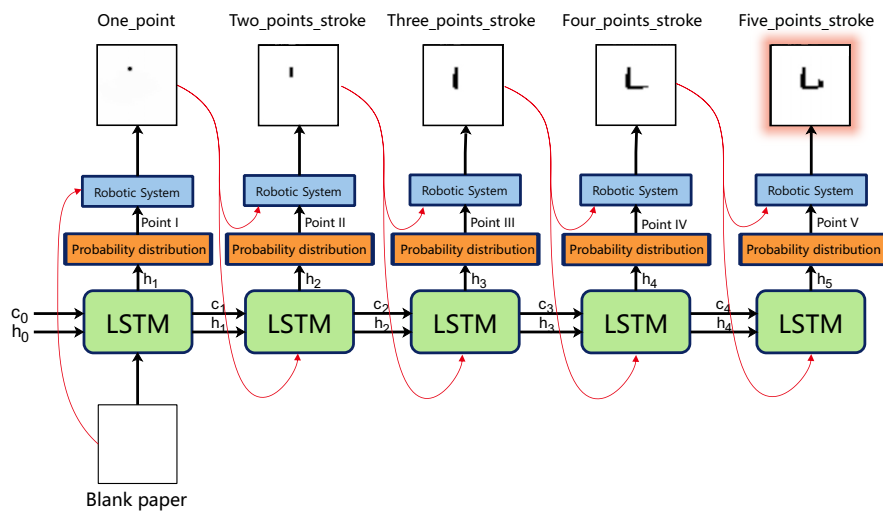 One_point Two_points_stroke Three_points_stroke Four_points_stroke Five_points_stroke
Robotic System Robotic System Robotic System Robotic System Robotic System
Point I Point II Point III Point IV Point V
Probability distribution Probability distribution Probability distribution Probability distribution Probability distribution
h1 h2 h3 h4 h5
c0 c1 c2 c3 c4
LSTM LSTM LSTM LSTM LSTM
h0 h1 h2 h3 h4
Blank paper